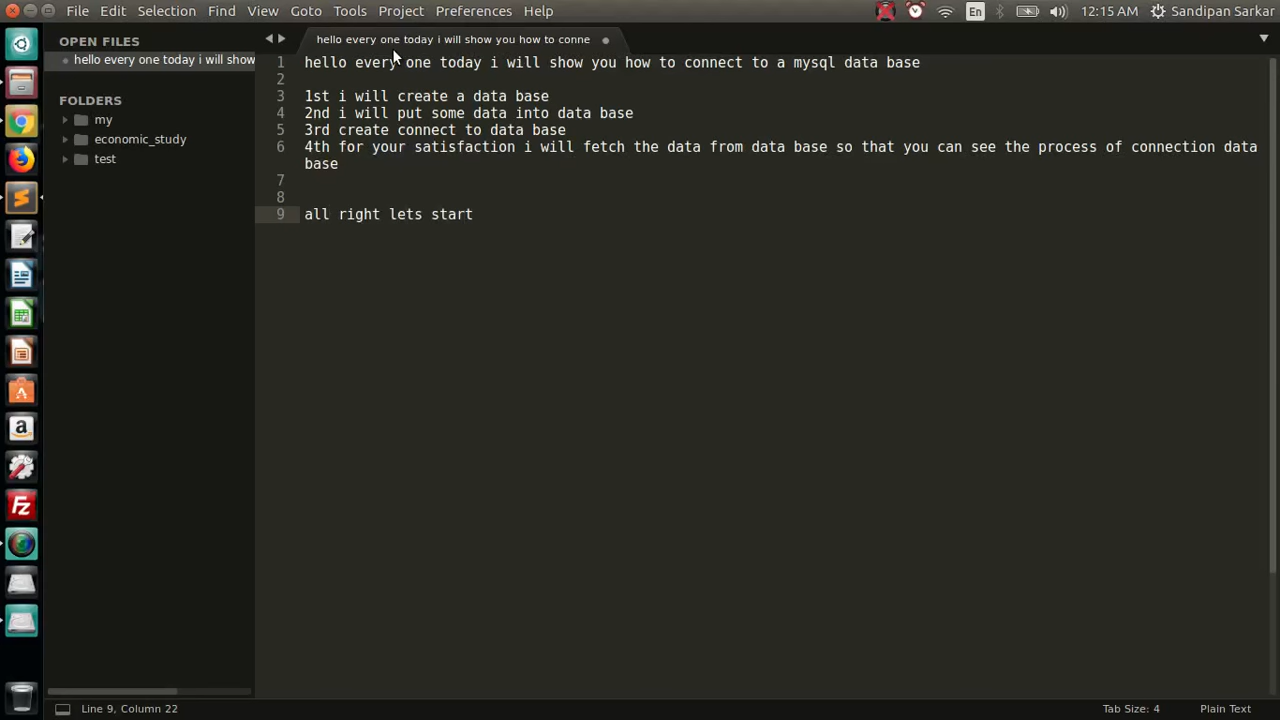 File Edit Selection Find View Goto Tools Project Preferences Help
En 12:15 AM Sandipan Sarkar
OPEN FILES
hello every one today i will show
FOLDERS
my
economic_study
test
hello every one today i will show you how to conne
1 hello every one today i will show you how to connect to a mysql data base
2
3 1st i will create a data base
4 2nd i will put some data into data base
5 3rd create connect to data base
6 4th for your satisfaction i will fetch the data from data base so that you can see the process of connection data
base
7
8
9 all right lets start
a
Fz
Line 9, Column 22
Tab Size: 4
Plain Text